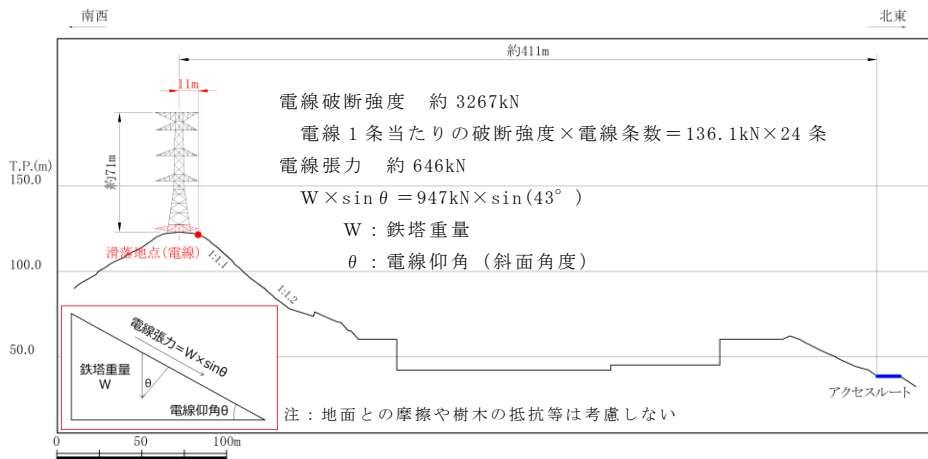 南西
北東
約411m
11m
電線破断強度　約3267kN
電線1条当たりの破断強度×電線条数＝136.1kN×24条
電線張力　約646kN
W×sinθ＝947kN×sin(43°)
W：鉄塔重量
θ：電線仰角（斜面角度）
約71m
T.P.(m)
150.0
100.0
50.0
滑落地点(電線)
1:1.1
1:1.2
電線張力＝W×sinθ
鉄塔重量
W
θ
電線仰角θ
アクセスルート
注：地面との摩擦や樹木の抵抗等は考慮しない
0
50
100m